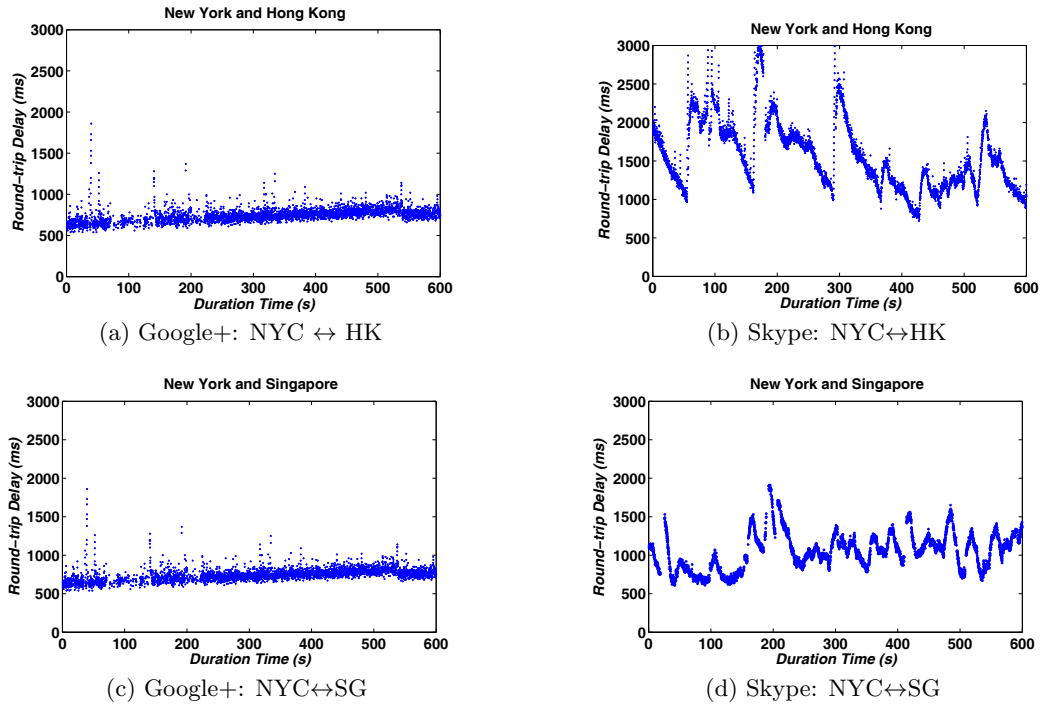 New York and Hong Kong
3000
2500
2000
1500
1000
500
0
Round−trip Delay (ms)
0 100 200 300 400 500 600
Duration Time (s)
(a) Google+: NYC ↔ HK
New York and Hong Kong
3000
2500
2000
1500
1000
500
0
Round−trip Delay (ms)
0 100 200 300 400 500 600
Duration Time (s)
(b) Skype: NYC↔HK
New York and Singapore
3000
2500
2000
1500
1000
500
0
Round−trip Delay (ms)
0 100 200 300 400 500 600
Duration Time (s)
(c) Google+: NYC↔SG
New York and Singapore
3000
2500
2000
1500
1000
500
0
Round−trip Delay (ms)
0 100 200 300 400 500 600
Duration Time (s)
(d) Skype: NYC↔SG